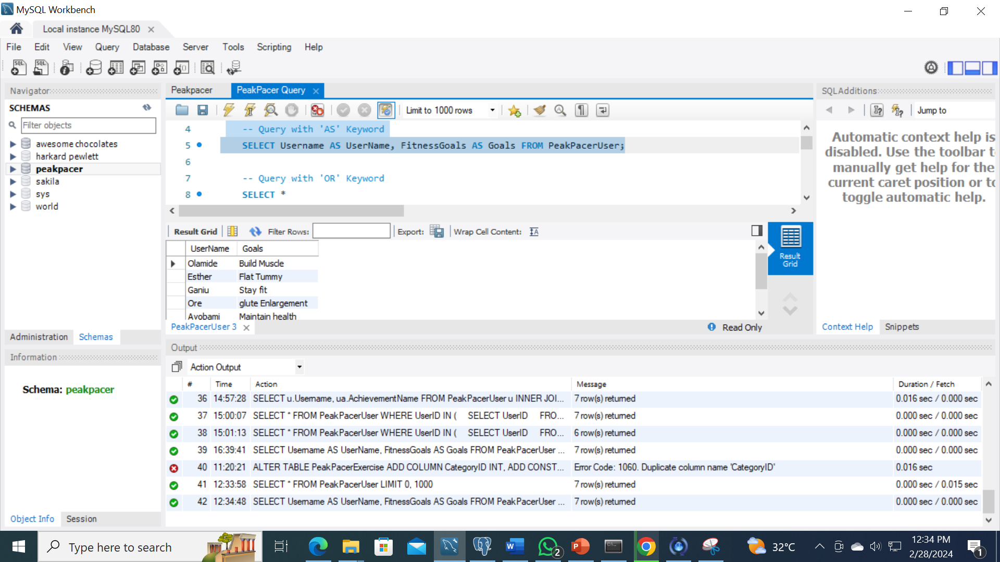 MySQL Workbench
Local instance MySQL80
File Edit View Query Database Server Tools Scripting Help
Navigator
SCHEMAS
Filter objects
awesome chocolates
harkard pewlett
peakpacer
sakila
sys
world
Administration Schemas
Information
Schema: peakpacer
Object Info Session
Peakpacer PeakPacer Query
Limit to 1000 rows
4 -- Query with 'AS' Keyword
5 SELECT Username AS UserName, FitnessGoals AS Goals FROM PeakPacerUser;
6
7 -- Query with 'OR' Keyword
8 SELECT *
Result Grid Filter Rows: Export: Wrap Cell Content:
UserName Goals
Olamide Build Muscle
Esther Flat Tummy
Ganiu Stay fit
Ore glute Enlargement
Ayobami Maintain health
Result
Grid
PeakPacerUser 3 Read Only
SQLAdditions
Jump to
Automatic context help is
disabled. Use the toolbar t
manually get help for the
current caret position or to
toggle automatic help.
Context Help Snippets
Output
Action Output
# Time Action Message Duration / Fetch
36 14:57:28 SELECT u.Username, ua.AchievementName FROM PeakPacerUser u INNER JOI... 7 row(s) returned 0.016 sec / 0.000 sec
37 15:00:07 SELECT * FROM PeakPacerUser WHERE UserID IN ( SELECT UserID FRO... 7 row(s) returned 0.000 sec / 0.000 sec
38 15:01:13 SELECT * FROM PeakPacerUser WHERE UserID IN ( SELECT UserID FRO... 6 row(s) returned 0.000 sec / 0.000 sec
39 16:39:41 SELECT Username AS UserName, FitnessGoals AS Goals FROM PeakPacerUser ... 7 row(s) returned 0.000 sec / 0.000 sec
40 11:20:21 ALTER TABLE PeakPacerExercise ADD COLUMN CategoryID INT, ADD CONST... Error Code: 1060. Duplicate column name 'CategoryID' 0.016 sec
41 12:33:58 SELECT * FROM PeakPacerUser LIMIT 0, 1000 7 row(s) returned 0.000 sec / 0.015 sec
42 12:34:48 SELECT Username AS UserName, FitnessGoals AS Goals FROM PeakPacerUser ... 7 row(s) returned 0.000 sec / 0.000 sec
Type here to search
2
32°C
12:34 PM
2/28/2024
1